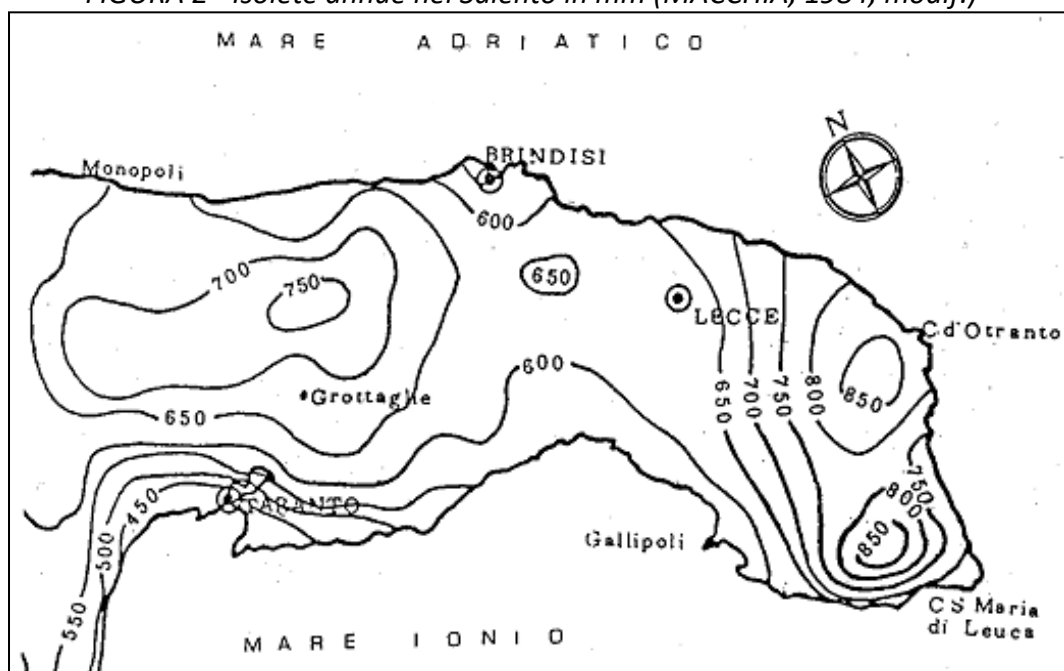 FIGURA 2 - Isoiete annue nel Salento in mm (MACCHIA, 1984, modif.)
MARE ADRIATICO
N
BRINDISI
Monopoli
600
700
750
650
LECCE
C d'Otranto
600
Grottaglie
650
650
700
750
800
850
450
TARANTO
500
550
750
800
850
Gallipoli
C S Maria
di Leuca
MARE IONIO